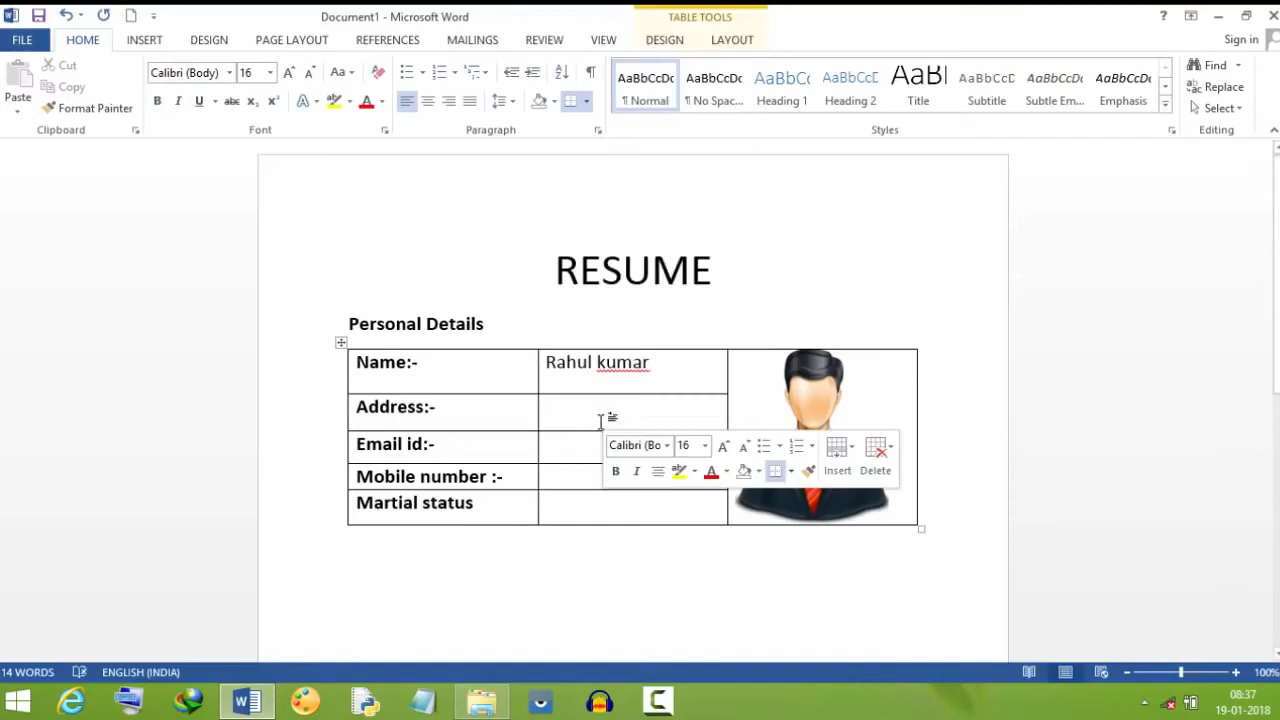 Document1 - Microsoft Word
TABLE TOOLS
?
FILE HOME INSERT DESIGN PAGE LAYOUT REFERENCES MAILINGS REVIEW VIEW DESIGN LAYOUT Sign in
Paste
Cut
Copy
Format Painter
Clipboard
Calibri (Body) 16
Font
Paragraph
AaBbCcDc AaBbCcDc AaBbCc AaBbCcD AaBl AaBbCcD AaBbCcDc AaBbCcDc
¶ Normal ¶ No Spac... Heading 1 Heading 2 Title Subtitle Subtle Em... Emphasis
Styles
Find
Replace
Select
Editing
RESUME
Personal Details
Name:- Rahul kumar
Address:-
Email id:-
Mobile number :-
Martial status
Calibri (Bo 16
Insert Delete
14 WORDS ENGLISH (INDIA) 100%
08:37
19-01-2018